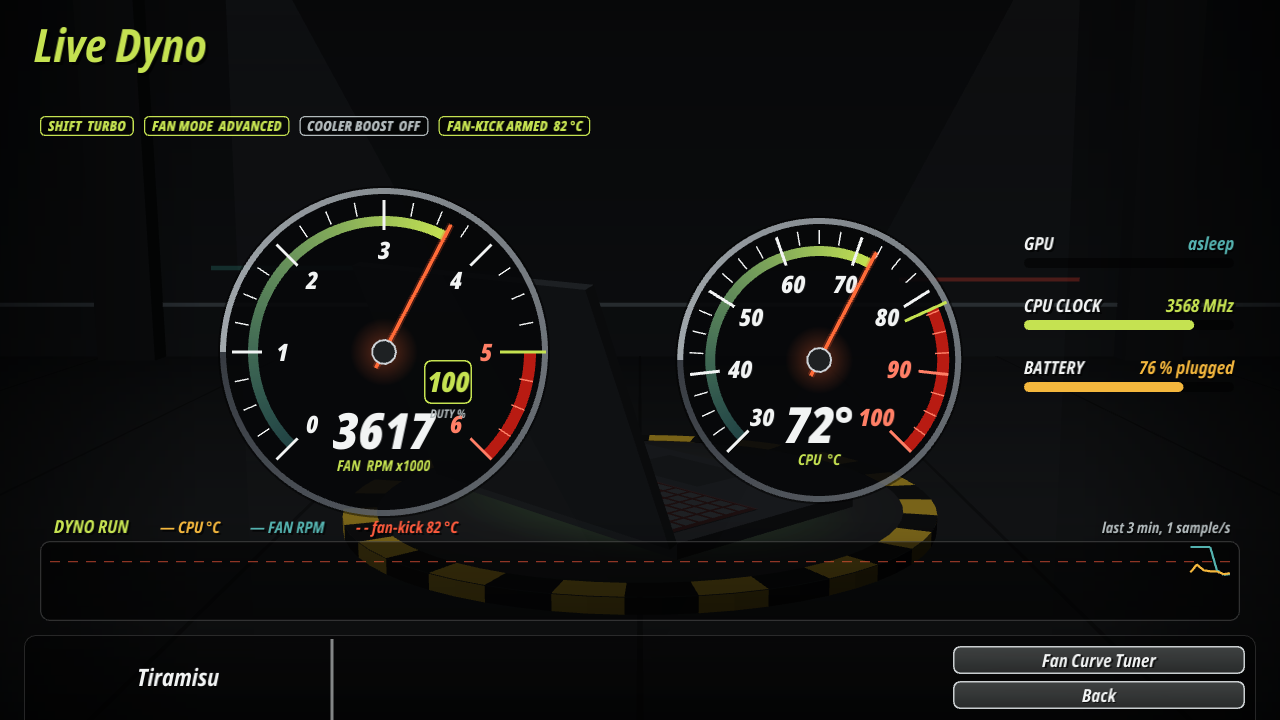 Live Dyno
SHIFT TURBO
FAN MODE ADVANCED
COOLER BOOST OFF
FAN-KICK ARMED 82°C
0
1
2
3
4
5
6
100
DUTY %
3617
FAN RPM x1000
30
40
50
60
70
80
90
100
72°
CPU °C
GPU asleep
CPU CLOCK 3568 MHz
BATTERY 76 % plugged
DYNO RUN — CPU °C — FAN RPM - - fan-kick 82 °C last 3 min, 1 sample/s
Tiramisu
Fan Curve Tuner
Back